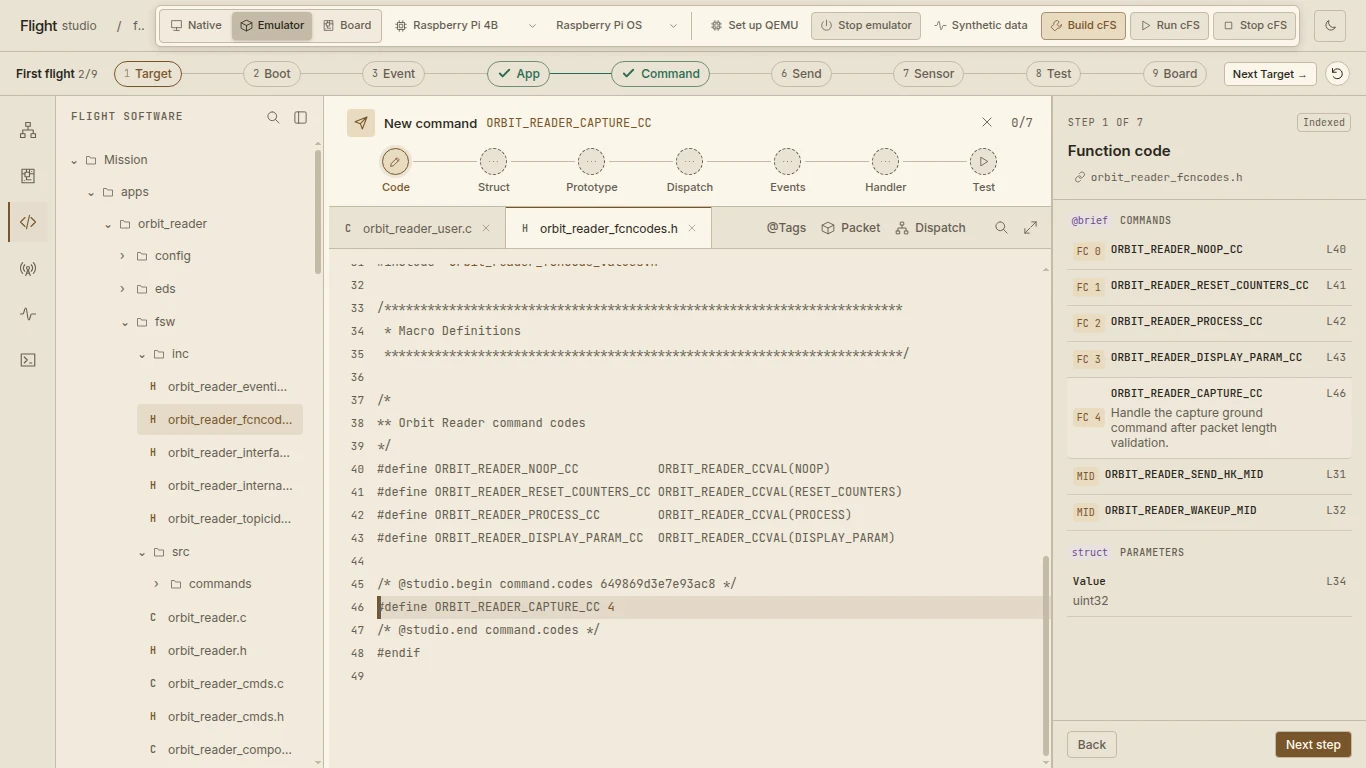 Flight studio / f..
Native Emulator Board Raspberry Pi 4B Raspberry Pi OS Set up QEMU Stop emulator Synthetic data Build cFS Run cFS Stop cFS
First flight 2/9 1 Target 2 Boot 3 Event App Command 6 Send 7 Sensor 8 Test 9 Board Next Target →
FLIGHT SOFTWARE
Mission
apps
orbit_reader
config
eds
fsw
inc
H orbit_reader_eventi...
H orbit_reader_fcncod...
H orbit_reader_interfa...
H orbit_reader_interna...
H orbit_reader_topicid...
src
commands
C orbit_reader.c
H orbit_reader.h
C orbit_reader_cmds.c
H orbit_reader_cmds.h
C orbit_reader_compo...
New command ORBIT_READER_CAPTURE_CC 0/7
Code Struct Prototype Dispatch Events Handler Test
C orbit_reader_user.c H orbit_reader_fcncodes.h @Tags Packet Dispatch
32
33 /************************************************************************
34 * Macro Definitions
35 ************************************************************************/
36
37 /*
38 ** Orbit Reader command codes
39 */
40 #define ORBIT_READER_NOOP_CC ORBIT_READER_CCVAL(NOOP)
41 #define ORBIT_READER_RESET_COUNTERS_CC ORBIT_READER_CCVAL(RESET_COUNTERS)
42 #define ORBIT_READER_PROCESS_CC ORBIT_READER_CCVAL(PROCESS)
43 #define ORBIT_READER_DISPLAY_PARAM_CC ORBIT_READER_CCVAL(DISPLAY_PARAM)
44
45 /* @studio.begin command.codes 649869d3e7e93ac8 */
46 #define ORBIT_READER_CAPTURE_CC 4
47 /* @studio.end command.codes */
48 #endif
49
STEP 1 OF 7 Indexed
Function code
orbit_reader_fcncodes.h
@brief COMMANDS
FC 0 ORBIT_READER_NOOP_CC L40
FC 1 ORBIT_READER_RESET_COUNTERS_CC L41
FC 2 ORBIT_READER_PROCESS_CC L42
FC 3 ORBIT_READER_DISPLAY_PARAM_CC L43
ORBIT_READER_CAPTURE_CC L46
FC 4 Handle the capture ground
command after packet length
validation.
MID ORBIT_READER_SEND_HK_MID L31
MID ORBIT_READER_WAKEUP_MID L32
struct PARAMETERS
Value L34
uint32
Back Next step